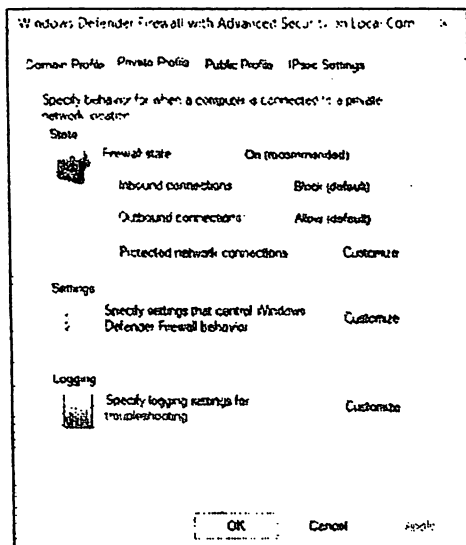 Windows Defender Firewall with Advanced Security on Local Com ×
Domain Profile Private Profile Public Profile IPsec Settings
Specify behavior for when a computer is connected to a private
network location
State
Firewall state On (recommended)
Inbound connections Block (default)
Outbound connections Allow (default)
Protected network connections Customize
Settings
Specify settings that control Windows Customize
Defender Firewall behavior
Logging
Specify logging settings for Customize
troubleshooting
OK Cancel Apply